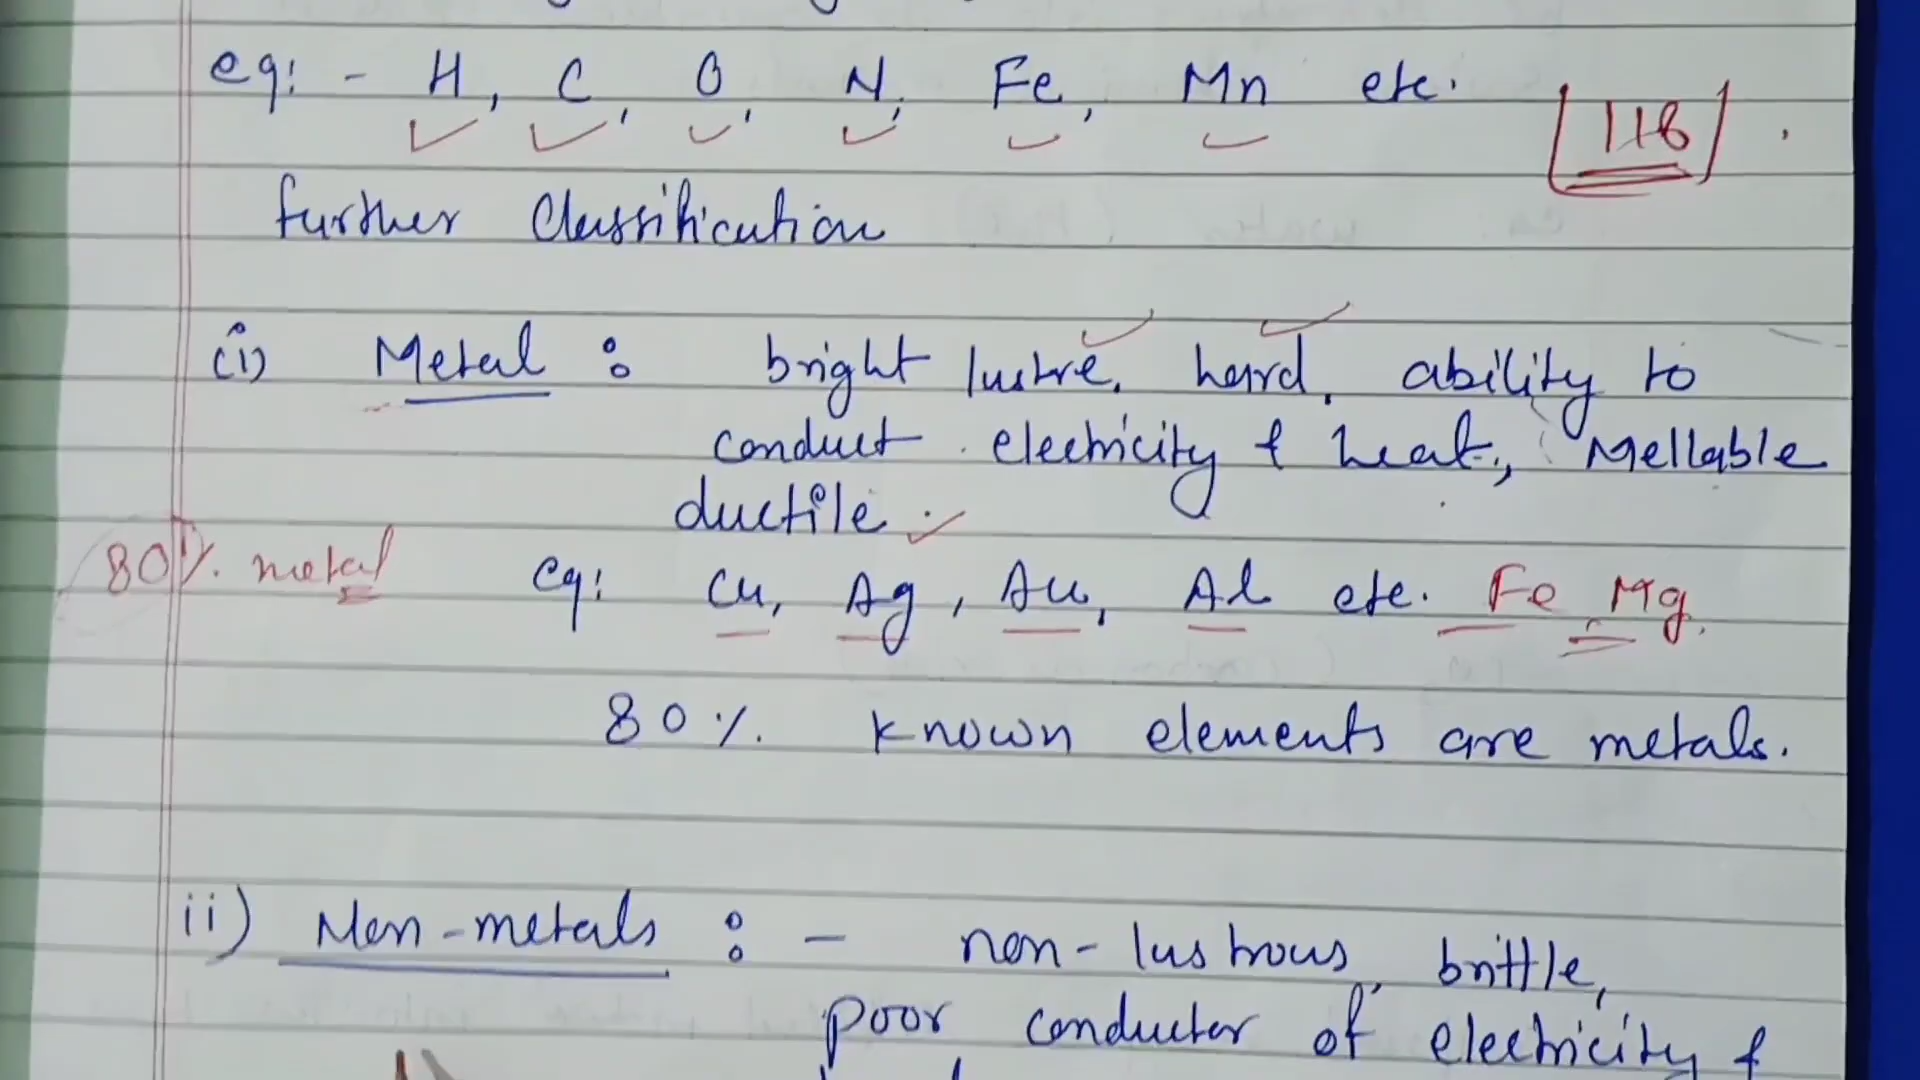 eg: - H, C, O, N, Fe, Mn etc.
118
further Classification
(i) Metal : bright lustre, hard, ability to
conduct electricity & heat, Mellable
ductile.
80% metal
eg: Cu, Ag, Au, Al etc. Fe Mg.
80% known elements are metals.
ii) Non-metals : - non-lustrous, brittle,
poor conductor of electricity &